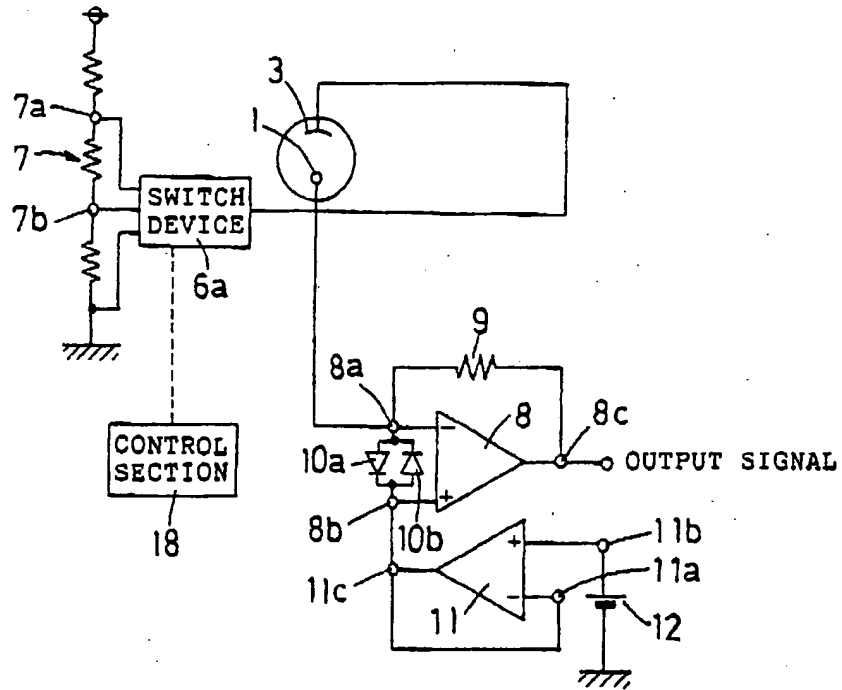 3
1
7a
7
7b
SWITCH
DEVICE
6a
9
8a
8
8c
−
+
OUTPUT SIGNAL
CONTROL
SECTION
18
10a
10b
8b
11b
11a
11c
+
−
11
12